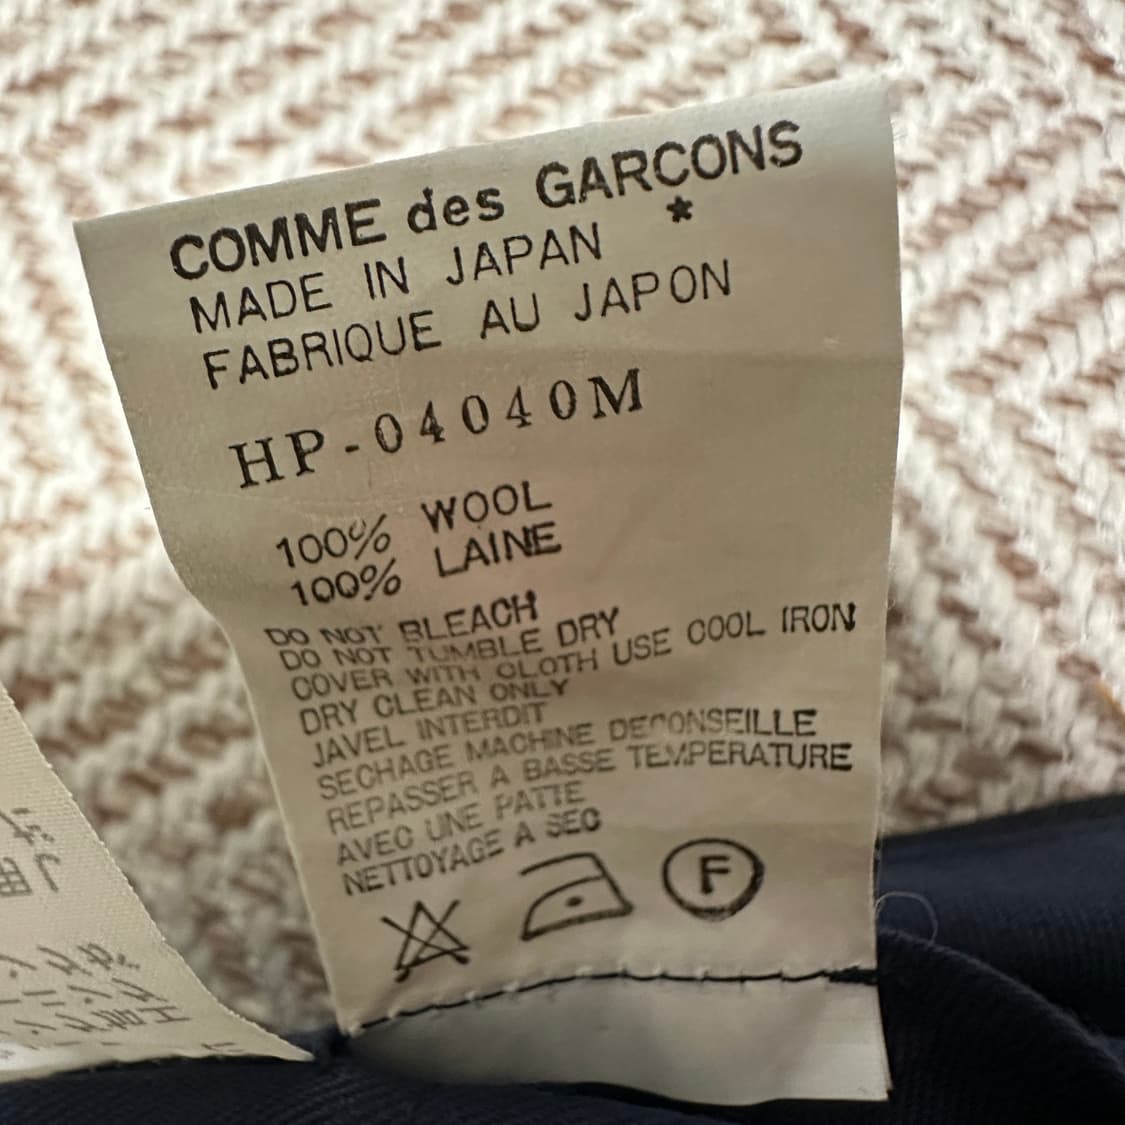 COMME des GARCONS
*
MADE IN JAPAN
FABRIQUE AU JAPON
HP-04040M
100% WOOL
100% LAINE
DO NOT BLEACH
DO NOT TUMBLE DRY
COVER WITH CLOTH USE COOL IRON
DRY CLEAN ONLY
JAVEL INTERDIT
SECHAGE MACHINE DECONSEILLE
REPASSER A BASSE TEMPERATURE
AVEC UNE PATTE
NETTOYAGE A SEC
F